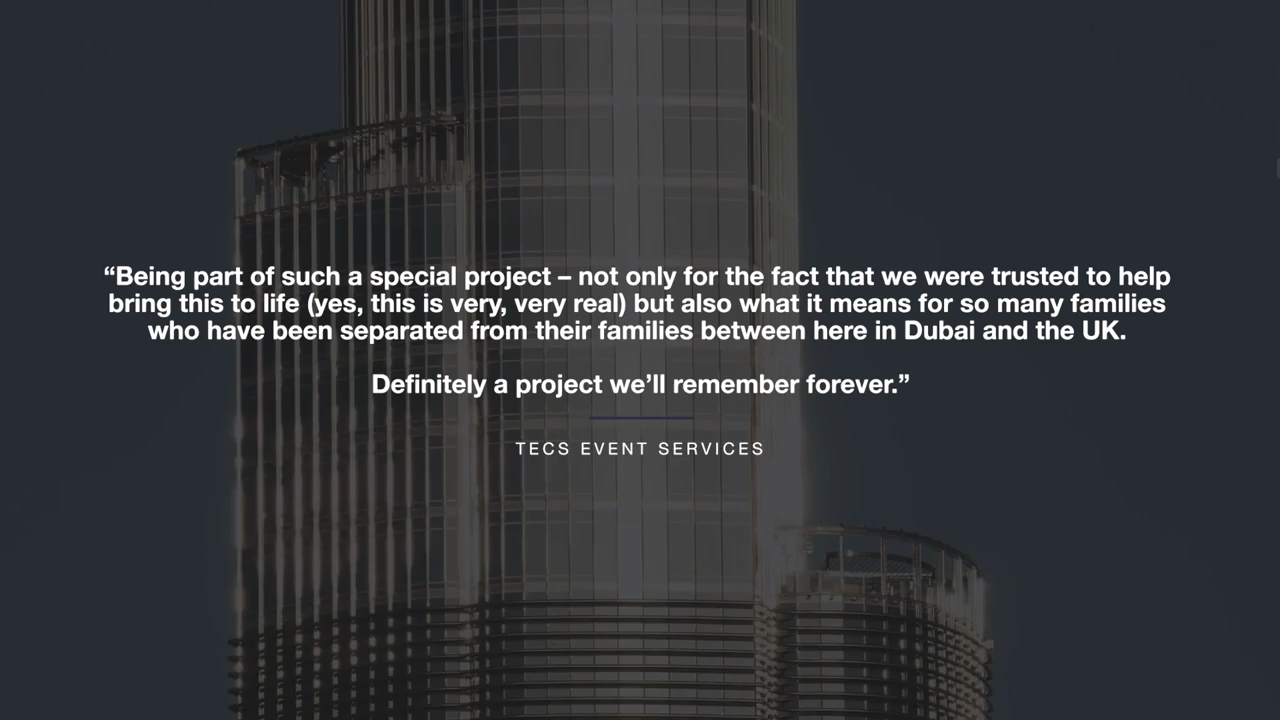 “Being part of such a special project – not only for the fact that we were trusted to help
bring this to life (yes, this is very, very real) but also what it means for so many families
who have been separated from their families between here in Dubai and the UK.
Definitely a project we’ll remember forever.”
TECS EVENT SERVICES